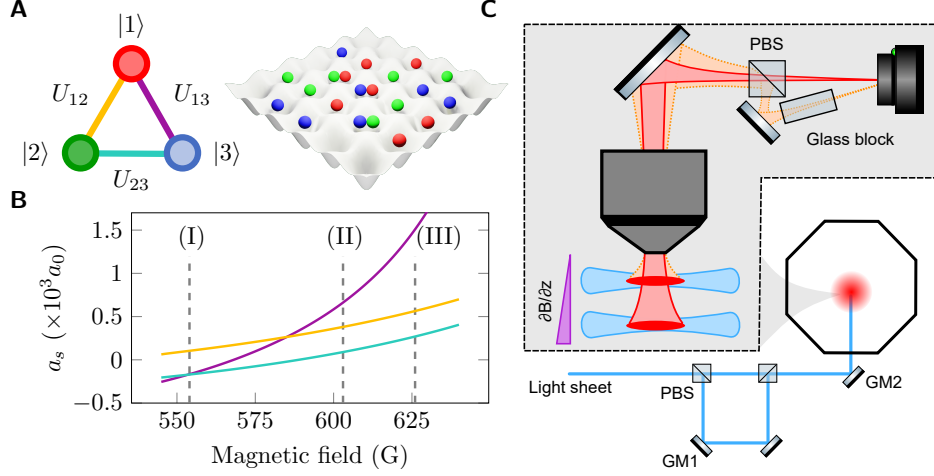 A
|1⟩
U12
U13
|2⟩
|3⟩
U23
B
(I)
(II)
(III)
1.5
1
0.5
0
−0.5
a_s (×10³a₀)
550
575
600
625
Magnetic field (G)
C
PBS
Glass block
∂B/∂z
Light sheet
PBS
GM2
GM1